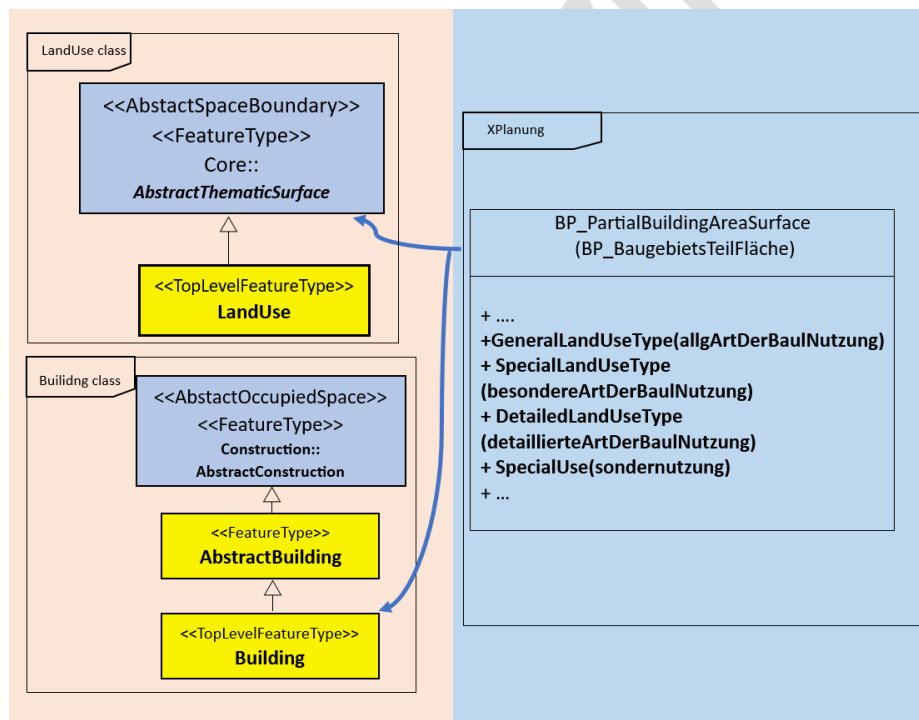 LandUse class
<<AbstactSpaceBoundary>>
<<FeatureType>>
Core::
AbstractThematicSurface
<<TopLevelFeatureType>>
LandUse
Builidng class
<<AbstactOccupiedSpace>>
<<FeatureType>>
Construction::
AbstractConstruction
<<FeatureType>>
AbstractBuilding
<<TopLevelFeatureType>>
Building
XPlanung
BP_PartialBuildingAreaSurface
(BP_BaugebietsTeilFläche)
+ ....
+GeneralLandUseType(allgArtDerBaulNutzung)
+ SpecialLandUseType
(besondereArtDerBaulNutzung)
+ DetailedLandUseType
(detaillierteArtDerBaulNutzung)
+ SpecialUse(sondernutzung)
+ ...